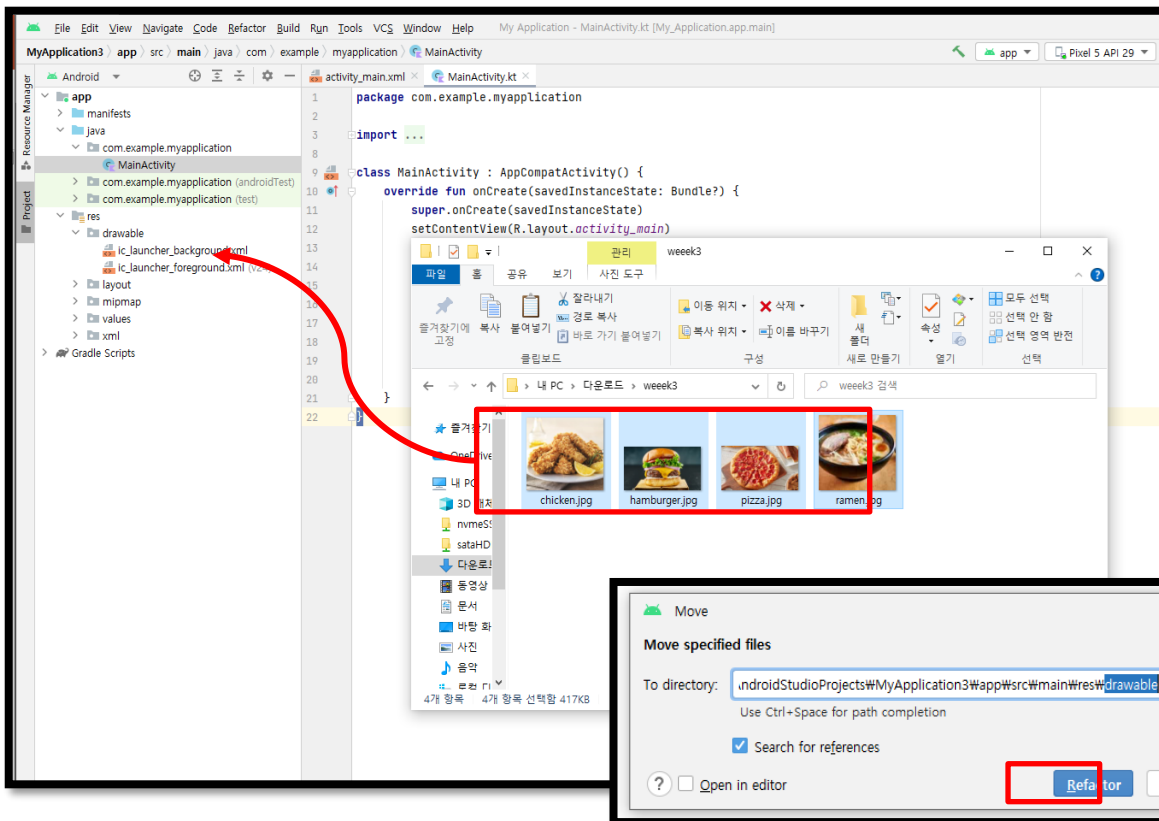 File Edit View Navigate Code Refactor Build Run Tools VCS Window Help My Application - MainActivity.kt [My_Application.app.main]
MyApplication3 app src main java com example myapplication MainActivity
app Pixel 5 API 29
Resource Manager
Project
Android
app
manifests
java
com.example.myapplication
MainActivity
com.example.myapplication (androidTest)
com.example.myapplication (test)
res
drawable
ic_launcher_background.xml
ic_launcher_foreground.xml (v24)
layout
mipmap
values
xml
Gradle Scripts
activity_main.xml MainActivity.kt
1 package com.example.myapplication
2
3 import ...
8
9 class MainActivity : AppCompatActivity() {
10 override fun onCreate(savedInstanceState: Bundle?) {
11 super.onCreate(savedInstanceState)
12 setContentView(R.layout.activity_main)
13
14
15
16
17
18
19
20
21 }
22 }
관리 weeek3
파일 홈 공유 보기 사진 도구
즐겨찾기에 고정
복사
붙여넣기
잘라내기
경로 복사
바로 가기 붙여넣기
클립보드
이동 위치 삭제
복사 위치 이름 바꾸기
구성
새 폴더
새로 만들기
속성
열기
모두 선택
선택 안 함
선택 영역 반전
선택
내 PC 다운로드 weeek3
weeek3 검색
OneDrive
내 PC
3D
sataHD
다운로드
동영상
문서
바탕 화
사진
음악
chicken.jpg hamburger.jpg pizza.jpg ramen.jpg
4개 항목 4개 항목 선택함 417KB
Move
Move specified files
To directory: ndroidStudioProjects₩MyApplication3₩app₩src₩main₩res₩drawable
Use Ctrl+Space for path completion
Search for references
? Open in editor
Refactor